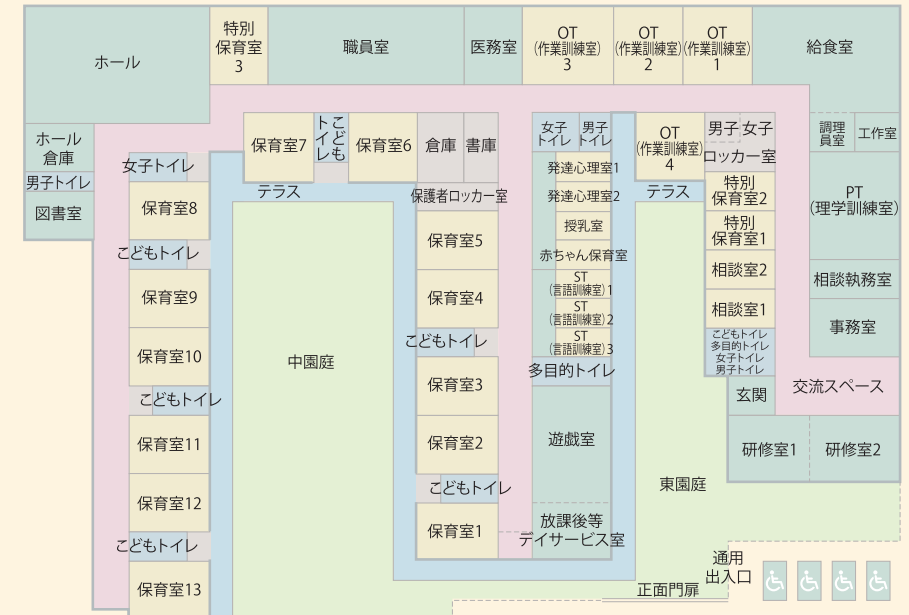 ホール
特別
保育室
3
職員室
医務室
OT
(作業訓練室)
3
OT
(作業訓練室)
2
OT
(作業訓練室)
1
給食室
ホール
倉庫
男子トイレ
図書室
女子トイレ
保育室8
こどもトイレ
保育室9
保育室10
こどもトイレ
保育室11
保育室12
こどもトイレ
保育室13
保育室7
こども
トイレ
保育室6
倉庫
書庫
テラス
保護者ロッカー室
保育室5
保育室4
こどもトイレ
保育室3
保育室2
こどもトイレ
保育室1
中園庭
女子
トイレ
男子
トイレ
発達心理室1
発達心理室2
授乳室
赤ちゃん保育室
ST
(言語訓練室)1
ST
(言語訓練室)2
ST
(言語訓練室)3
多目的トイレ
遊戯室
放課後等
デイサービス室
OT
(作業訓練室)
4
テラス
男子 女子
ロッカー室
特別
保育室2
特別
保育室1
相談室2
相談室1
こどもトイレ
多目的トイレ
女子トイレ
男子トイレ
玄関
調理
員室
工作室
PT
(理学訓練室)
相談執務室
事務室
交流スペース
研修室1
研修室2
東園庭
通用
出入口
正面門扉